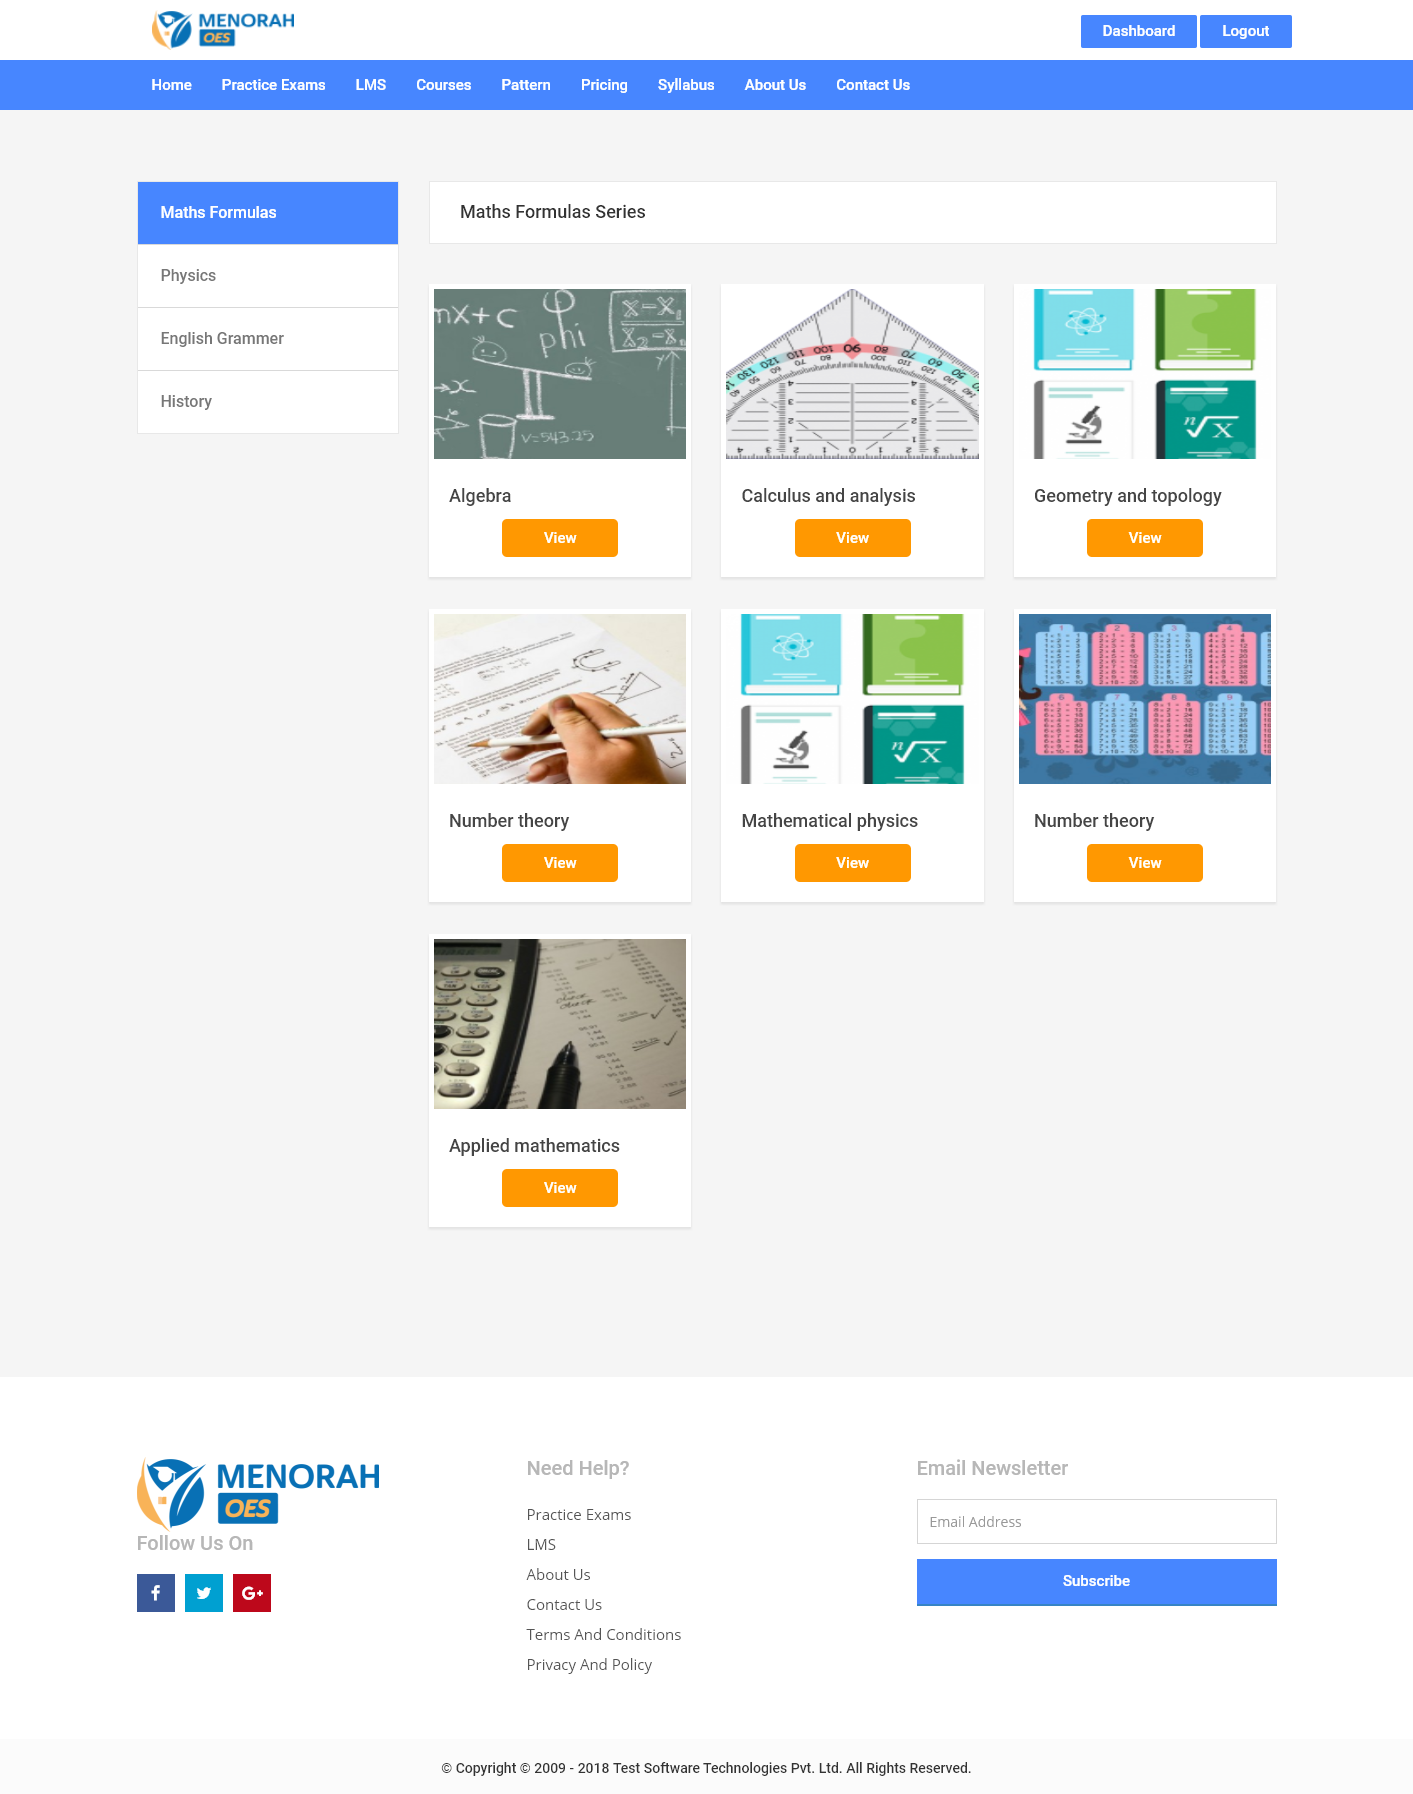 MENORAH
OES
Dashboard
Logout
Home
Practice Exams
LMS
Courses
Pattern
Pricing
Syllabus
About Us
Contact Us
Maths Formulas
Physics
English Grammer
History
Maths Formulas Series
mX+c
phi
V=543.25
Algebra
View
Calculus and analysis
View
Geometry and topology
View
Number theory
View
Mathematical physics
View
Number theory
View
Applied mathematics
View
MENORAH
OES
Follow Us On
Need Help?
Practice Exams
LMS
About Us
Contact Us
Terms And Conditions
Privacy And Policy
Email Newsletter
Email Address
Subscribe
© Copyright © 2009 - 2018 Test Software Technologies Pvt. Ltd. All Rights Reserved.